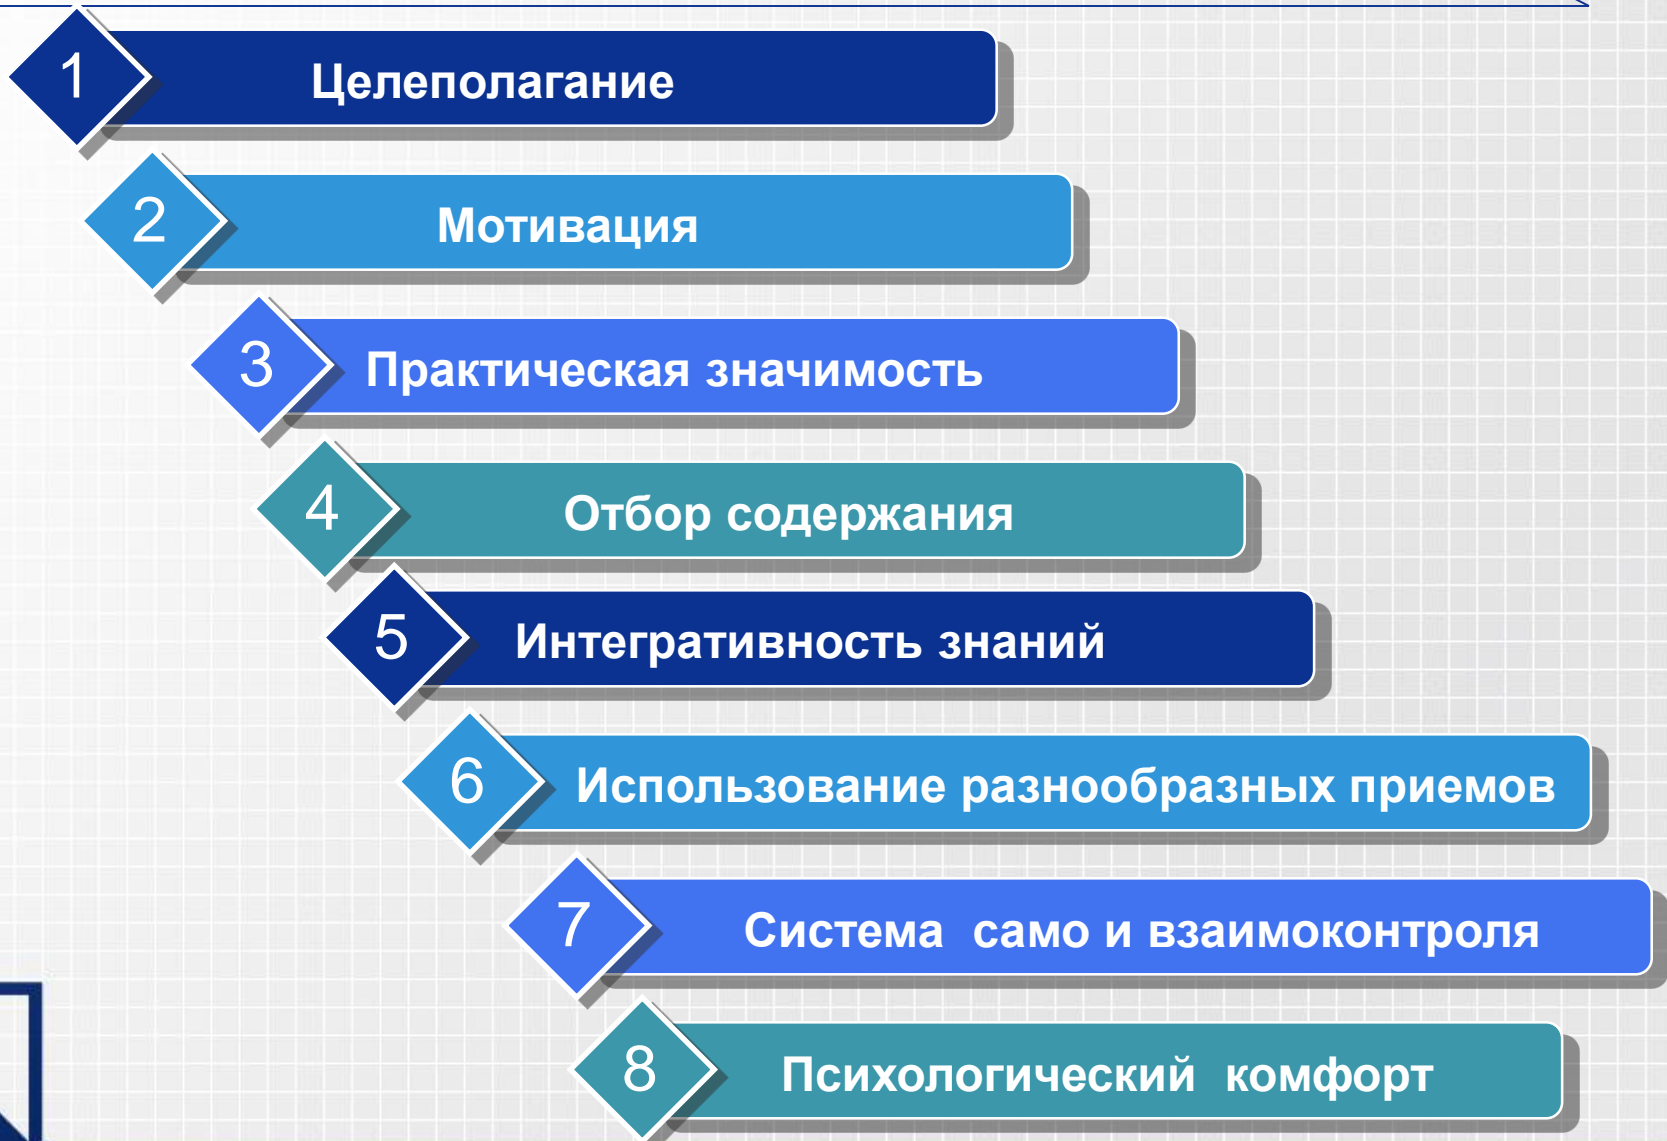 1 Целеполагание
2 Мотивация
3 Практическая значимость
4 Отбор содержания
5 Интегративность знаний
6 Использование разнообразных приемов
7 Система  само и взаимоконтроля
8 Психологический  комфорт